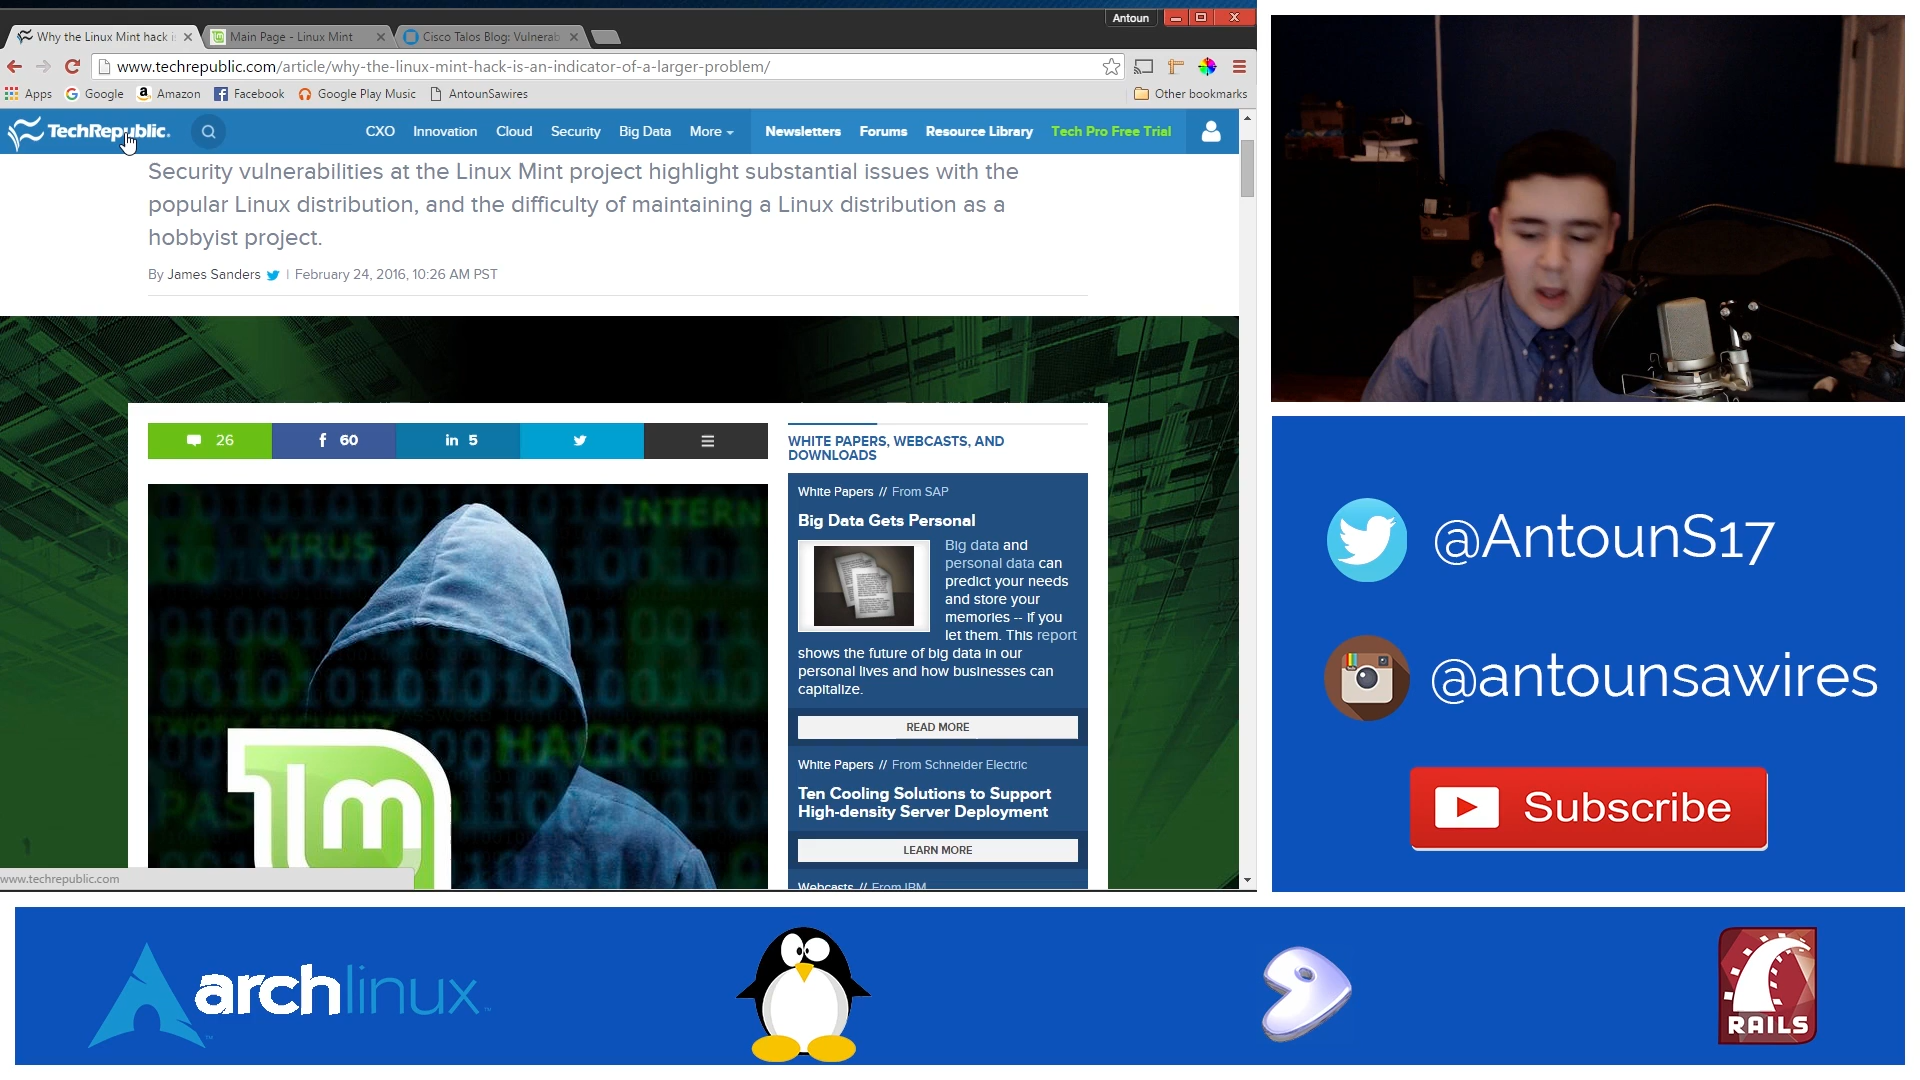 Antoun
Why the Linux Mint hack i
Main Page - Linux Mint
Cisco Talos Blog: Vulnerab
www.techrepublic.com/article/why-the-linux-mint-hack-is-an-indicator-of-a-larger-problem/
Apps Google Amazon Facebook Google Play Music AntounSawires Other bookmarks
TechRepublic. CXO Innovation Cloud Security Big Data More Newsletters Forums Resource Library Tech Pro Free Trial
Security vulnerabilities at the Linux Mint project highlight substantial issues with the
popular Linux distribution, and the difficulty of maintaining a Linux distribution as a
hobbyist project.
By James Sanders | February 24, 2016, 10:26 AM PST
26 60 in 5
INTERN
VIRUS
HACKER
PAS
lm
WHITE PAPERS, WEBCASTS, AND
DOWNLOADS
White Papers // From SAP
Big Data Gets Personal
Big data and
personal data can
predict your needs
and store your
memories -- if you
let them. This report
shows the future of big data in our
personal lives and how businesses can
capitalize.
READ MORE
White Papers // From Schneider Electric
Ten Cooling Solutions to Support
High-density Server Deployment
LEARN MORE
Webcasts // From IBM
www.techrepublic.com
@AntounS17
@antounsawires
Subscribe
archlinux™
RAILS